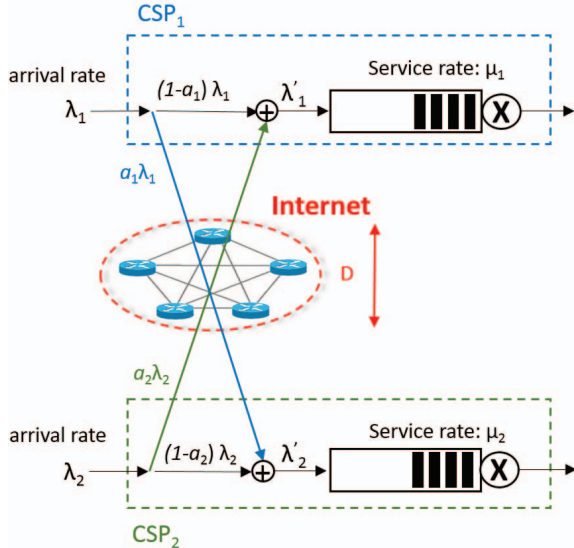 CSP₁
arrival rate
(1-a₁) λ₁
λ'₁
Service rate: μ₁
λ₁
+
X
a₁λ₁
Internet
D
a₂λ₂
arrival rate
(1-a₂) λ₂
λ'₂
Service rate: μ₂
λ₂
+
X
CSP₂